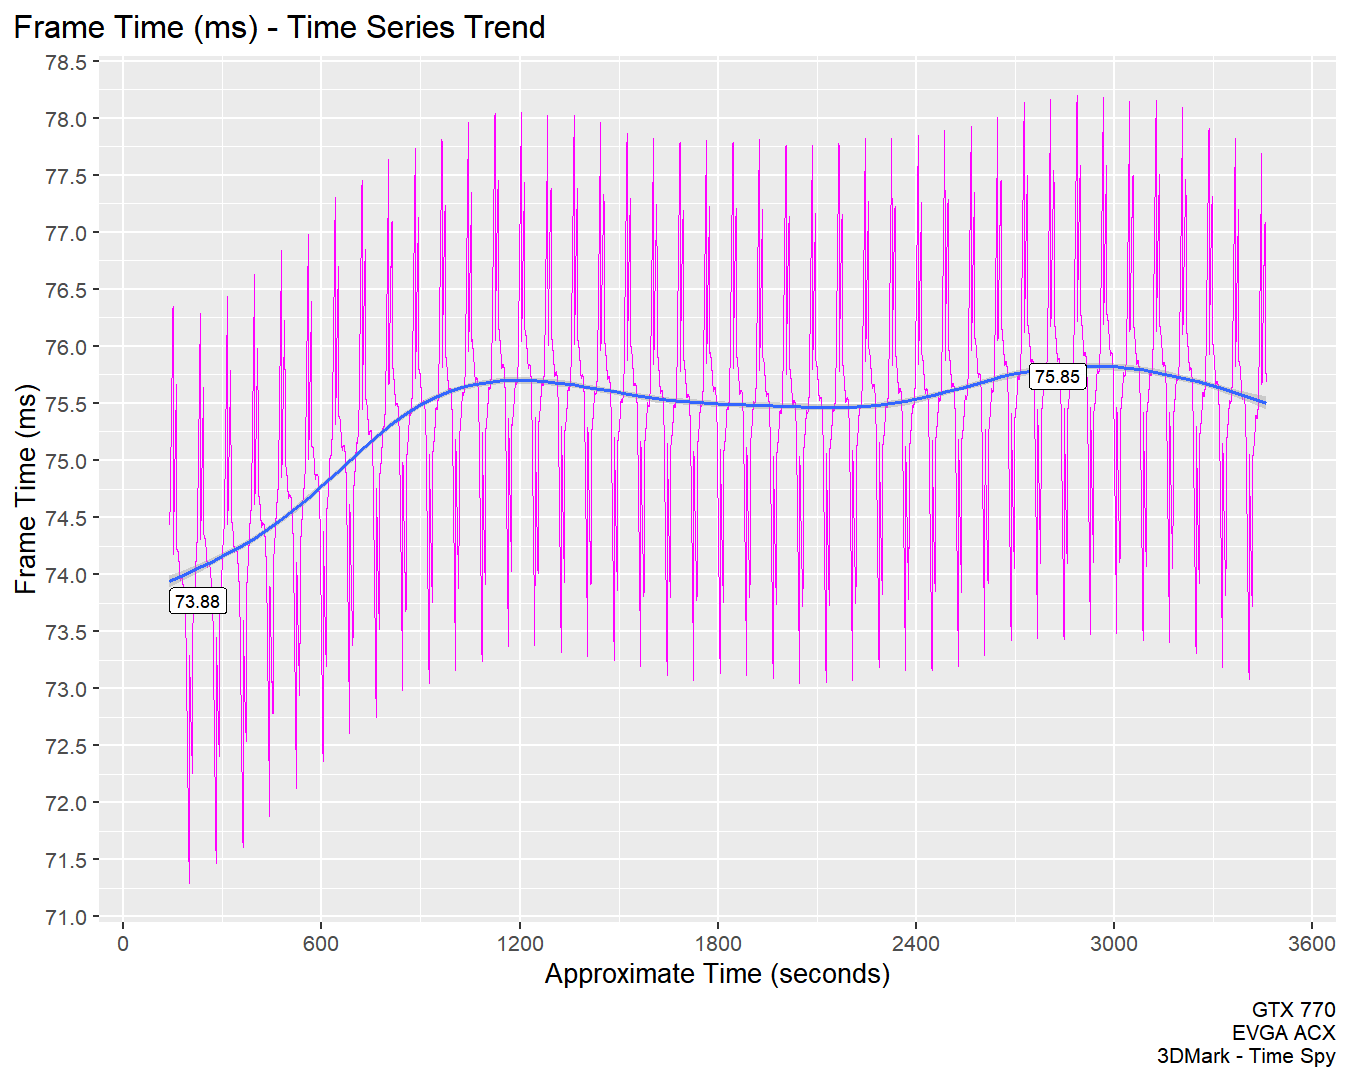 Frame Time (ms) - Time Series Trend
Frame Time (ms)
78.5
78.0
77.5
77.0
76.5
76.0
75.5
75.0
74.5
74.0
73.5
73.0
72.5
72.0
71.5
71.0
73.88
75.85
0 600 1200 1800 2400 3000 3600
Approximate Time (seconds)
GTX 770
EVGA ACX
3DMark - Time Spy